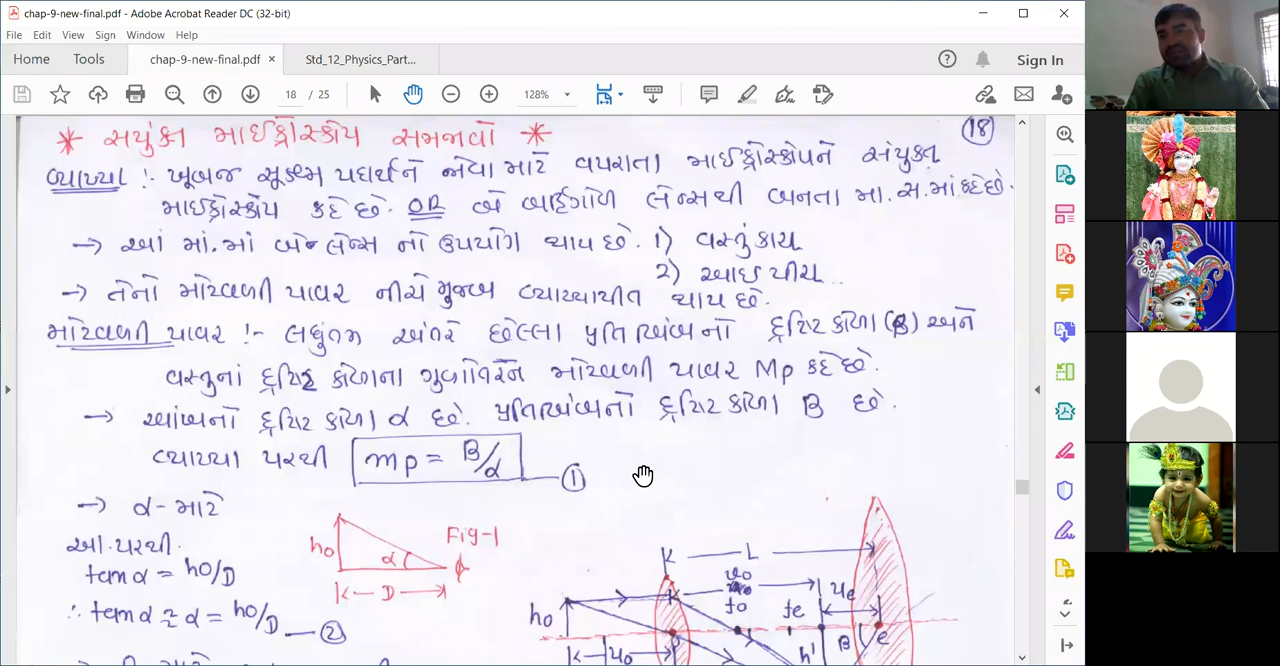 chap-9-new-final.pdf - Adobe Acrobat Reader DC (32-bit)
File Edit View Sign Window Help
Home Tools chap-9-new-final.pdf × Std_12_Physics_Part... Sign In
18 / 25 128%
* સંયુક્ત માઈક્રોસ્કોપ સમજાવો * 18
વ્યાખ્યા :- ખૂબજ સૂક્ષ્મ પદાર્થને જોવા માટે વપરાતા માઈક્રોસ્કોપને સંયુક્ત
માઈક્રોસ્કોપ કહે છે. OR બે બહિર્ગોળ લેન્સથી બનતા મા. સ. માં કહે છે.
→ આ માં. માં બે લેન્સ નો ઉપયોગ થાય છે. 1) વસ્તુકાચ
2) આઈ પીસ
→ તેનો મોટવણી પાવર નીચે મુજબ વ્યાખ્યાયીત થાય છે.
મોટવણી પાવર :- લઘુતમ અંતરે છેલ્લા પ્રતિબિંબનો દ્રષ્ટિ કોણ (β) અને
વસ્તુનાં દ્રષ્ટિ કોણના ગુણોત્તરને મોટવણી પાવર Mp કહે છે.
→ આંખનો દ્રષ્ટિ કોણ α છે. પ્રતિબિંબનો દ્રષ્ટિ કોણ β છે.
વ્યાખ્યા પરથી mp = β/α — 1
→ α - માટે
આ. પરથી.
tanα = ho/D
∴ tanα ≈ α = ho/D — 2
ho α Fig-1
D
L
vo
fo fe ue
ho h' β e
uo